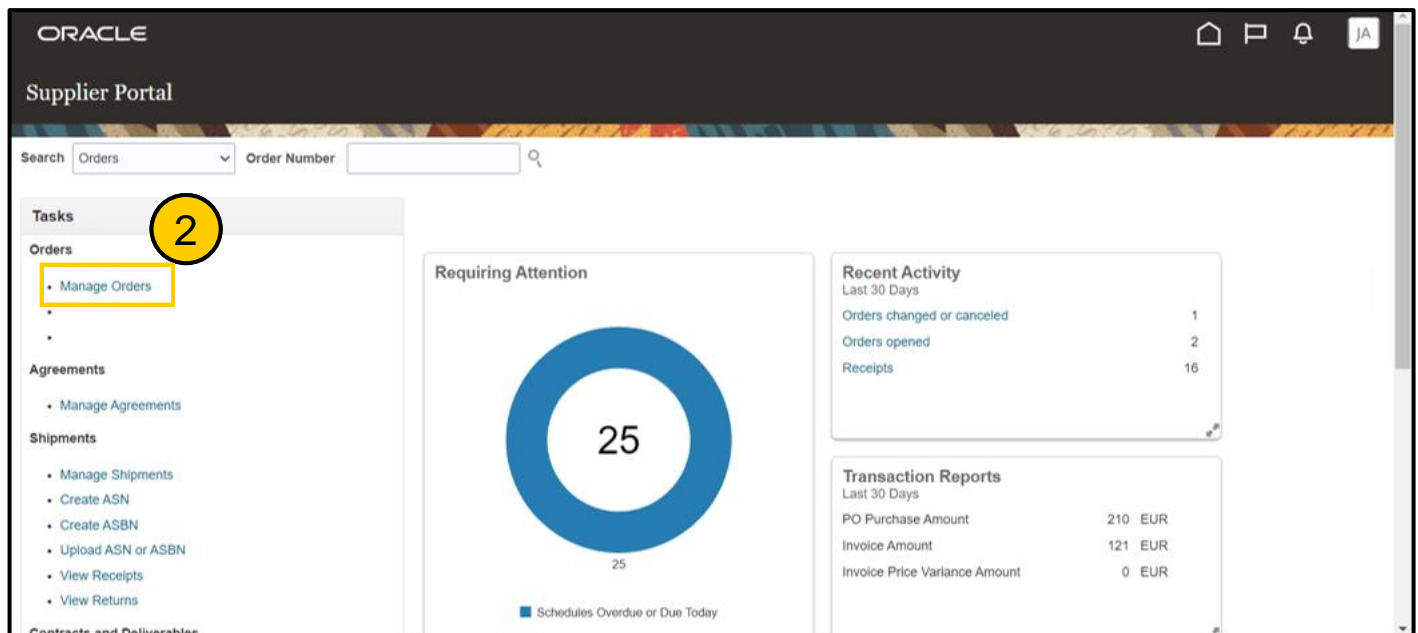 ORACLE
JA
Supplier Portal
Search Orders Order Number
Tasks
2
Orders
• Manage Orders
•
•
Agreements
• Manage Agreements
Shipments
• Manage Shipments
• Create ASN
• Create ASBN
• Upload ASN or ASBN
• View Receipts
• View Returns
Contracts and Deliverables
Requiring Attention
25
25
Schedules Overdue or Due Today
Recent Activity
Last 30 Days
Orders changed or canceled 1
Orders opened 2
Receipts 16
Transaction Reports
Last 30 Days
PO Purchase Amount 210 EUR
Invoice Amount 121 EUR
Invoice Price Variance Amount 0 EUR